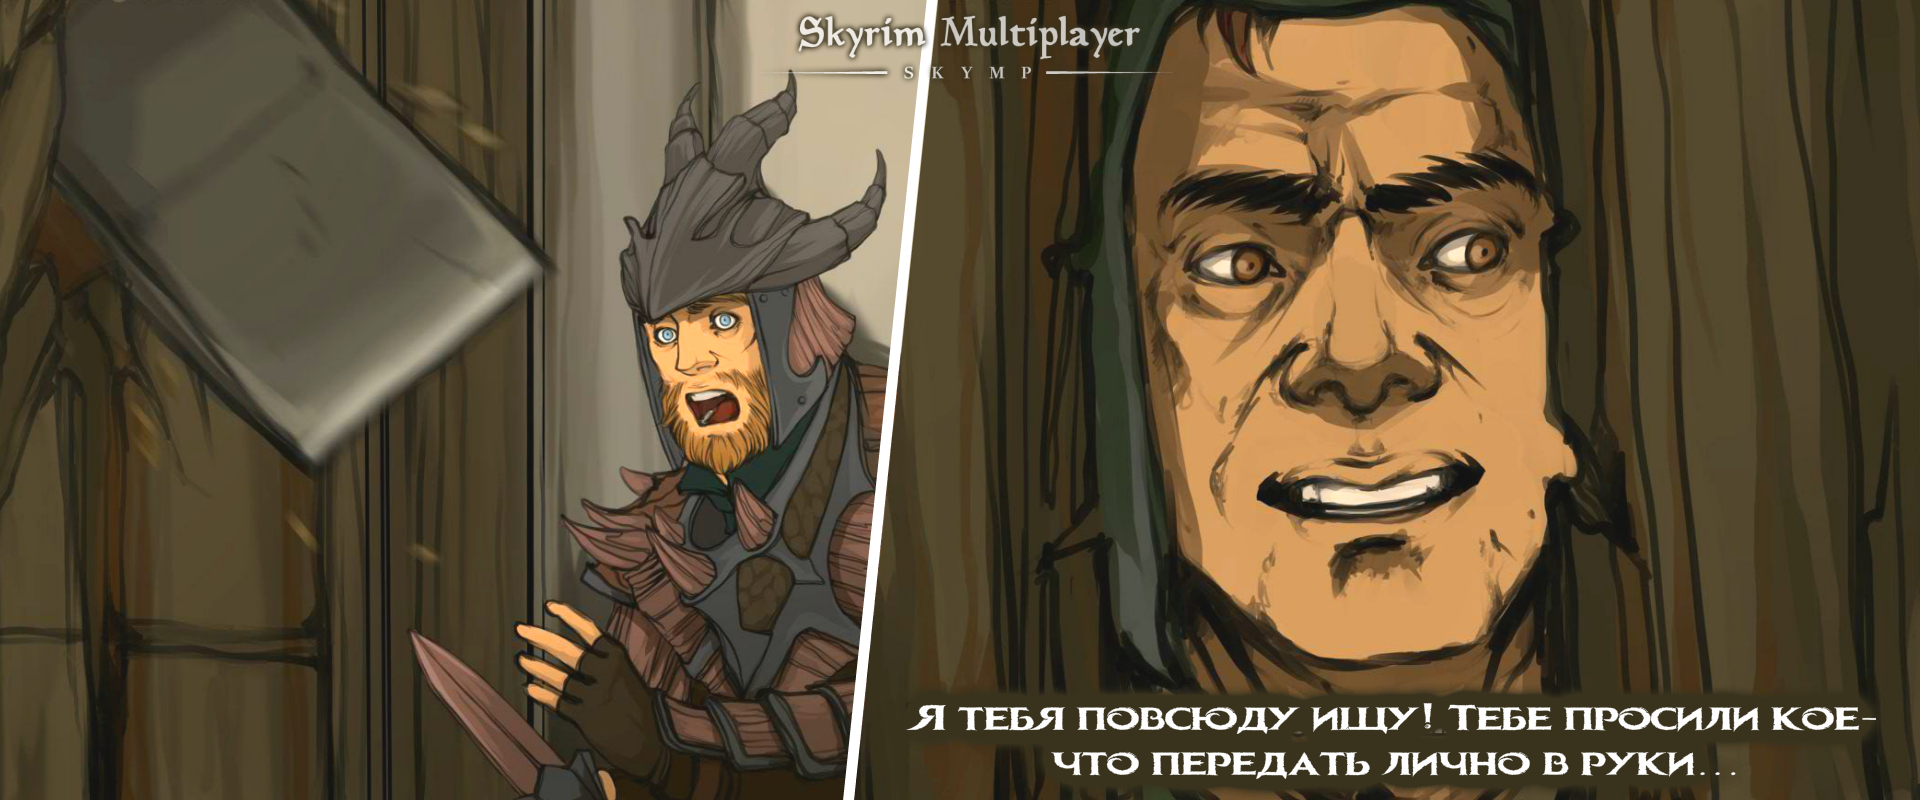 Skyrim Multiplayer
SKYMP
Я ТЕБЯ ПОВСЮДУ ИЩУ! ТЕБЕ ПРОСИЛИ КОЕ-
ЧТО ПЕРЕДАТЬ ЛИЧНО В РУКИ...